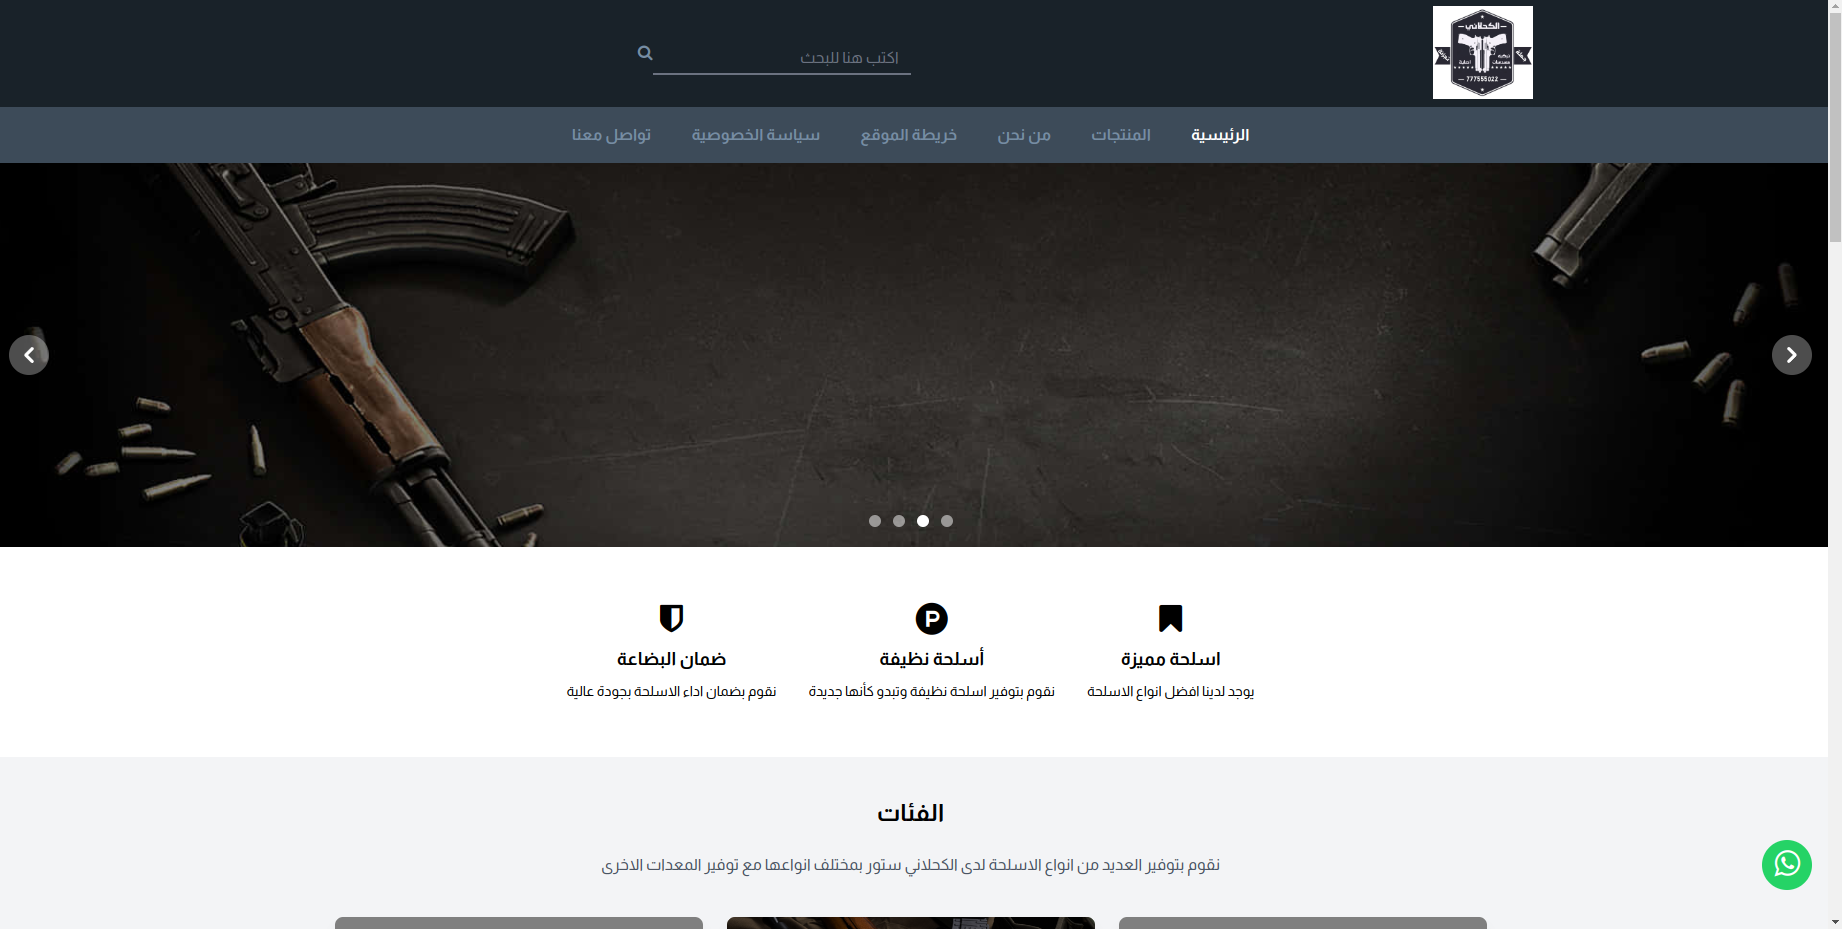 الكحلاني
777555022
اكتب هنا للبحث
الرئيسية
المنتجات
من نحن
خريطة الموقع
سياسة الخصوصية
تواصل معنا
اسلحة مميزة
يوجد لدينا افضل انواع الاسلحة
أسلحة نظيفة
نقوم بتوفير اسلحة نظيفة وتبدو كأنها جديدة
ضمان البضاعة
نقوم بضمان اداء الاسلحة بجودة عالية
الفئات
نقوم بتوفير العديد من انواع الاسلحة لدى الكحلاني ستور بمختلف انواعها مع توفير المعدات الاخرى